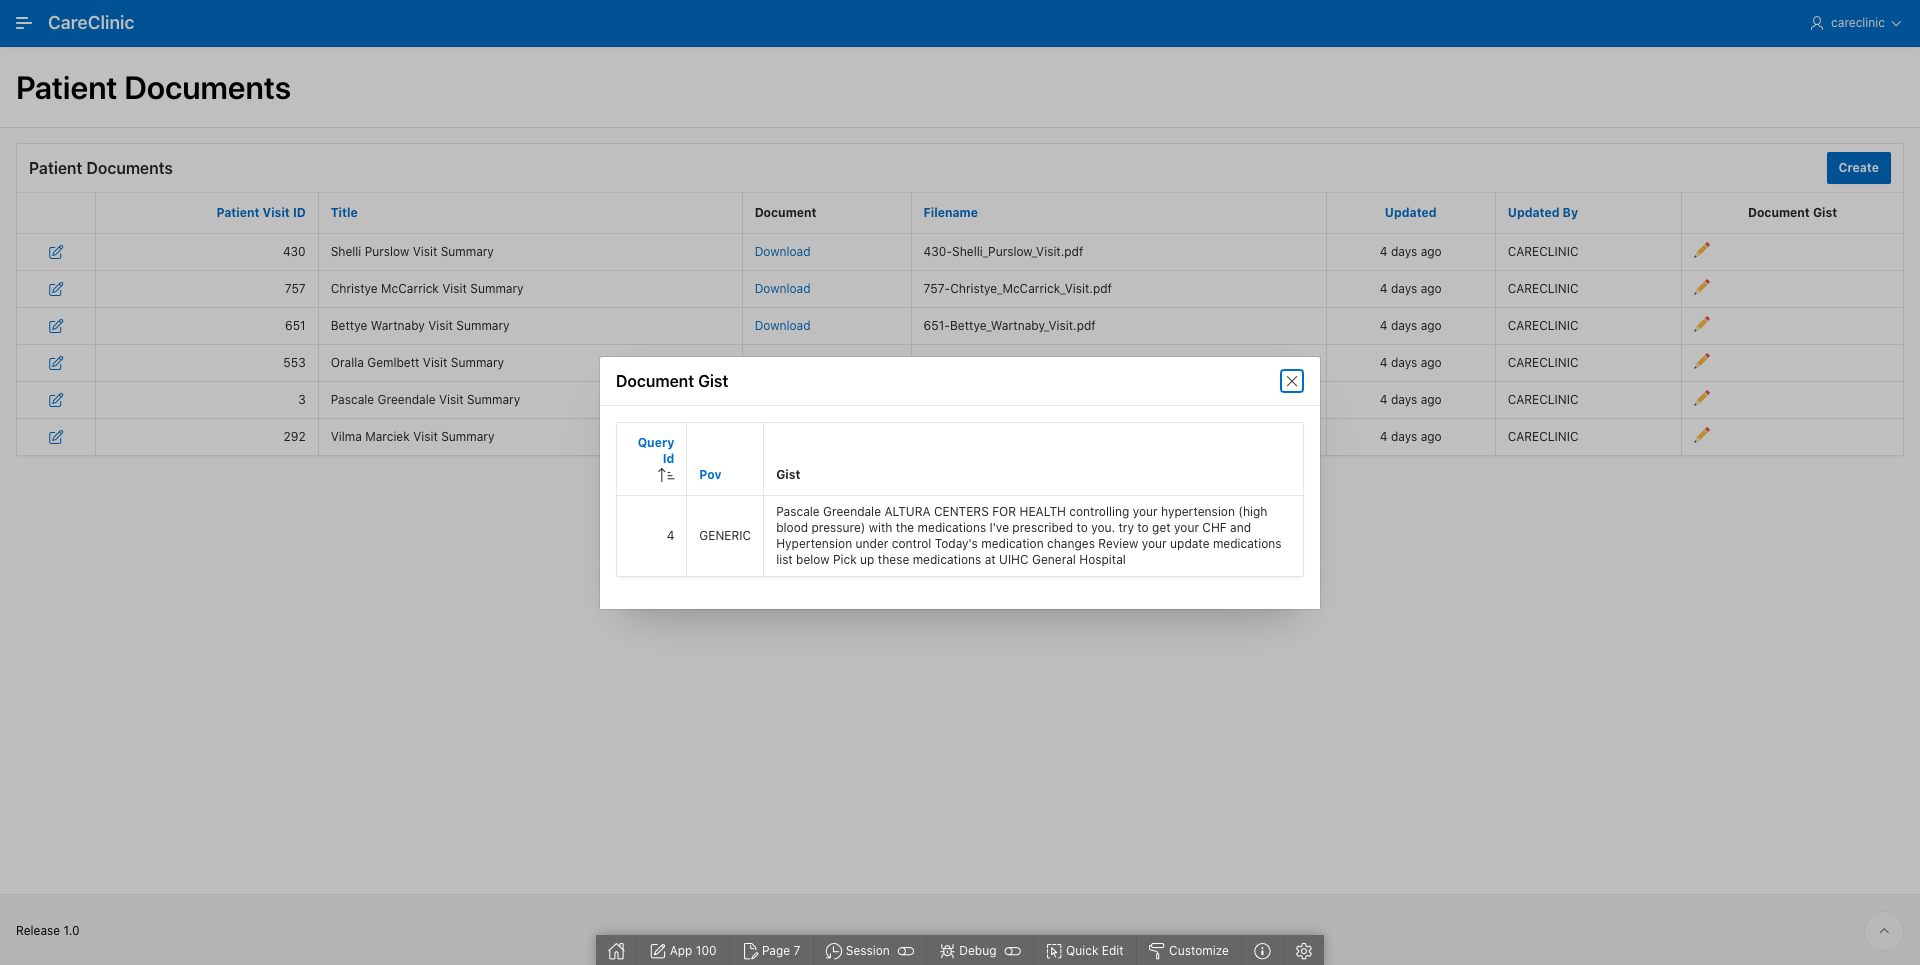 CareClinic
careclinic
Patient Documents
Patient Documents
Create
Patient Visit ID Title Document Filename Updated Updated By Document Gist
430 Shelli Purslow Visit Summary Download 430-Shelli_Purslow_Visit.pdf 4 days ago CARECLINIC
757 Christye McCarrick Visit Summary Download 757-Christye_McCarrick_Visit.pdf 4 days ago CARECLINIC
651 Bettye Wartnaby Visit Summary Download 651-Bettye_Wartnaby_Visit.pdf 4 days ago CARECLINIC
553 Oralla Gemlbett Visit Summary 4 days ago CARECLINIC
3 Pascale Greendale Visit Summary 4 days ago CARECLINIC
292 Vilma Marciek Visit Summary 4 days ago CARECLINIC
Document Gist
Query
Id
Pov Gist
4 GENERIC
Pascale Greendale ALTURA CENTERS FOR HEALTH controlling your hypertension (high
blood pressure) with the medications I've prescribed to you. try to get your CHF and
Hypertension under control Today's medication changes Review your update medications
list below Pick up these medications at UIHC General Hospital
Release 1.0
App 100 Page 7 Session Debug Quick Edit Customize